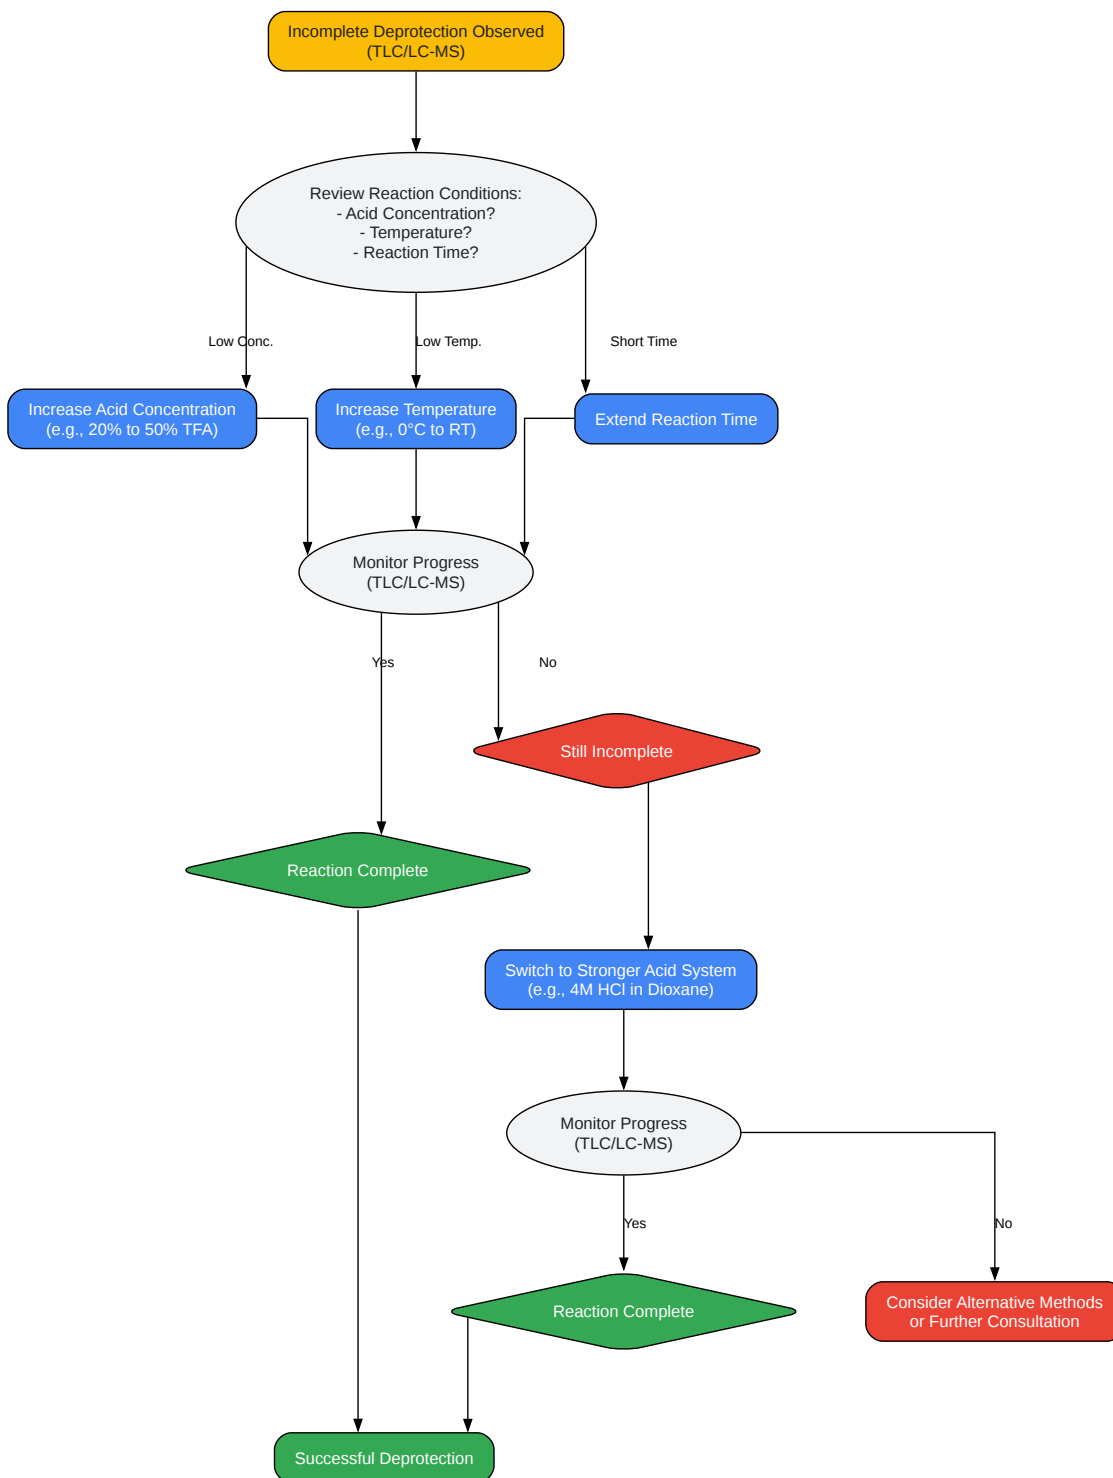 Incomplete Deprotection Observed
(TLC/LC-MS)
Review Reaction Conditions:
- Acid Concentration?
- Temperature?
- Reaction Time?
Low Conc.
Low Temp.
Short Time
Increase Acid Concentration
(e.g., 20% to 50% TFA)
Increase Temperature
(e.g., 0°C to RT)
Extend Reaction Time
Monitor Progress
(TLC/LC-MS)
Yes
No
Still Incomplete
Reaction Complete
Switch to Stronger Acid System
(e.g., 4M HCl in Dioxane)
Monitor Progress
(TLC/LC-MS)
Yes
No
Reaction Complete
Consider Alternative Methods
or Further Consultation
Successful Deprotection